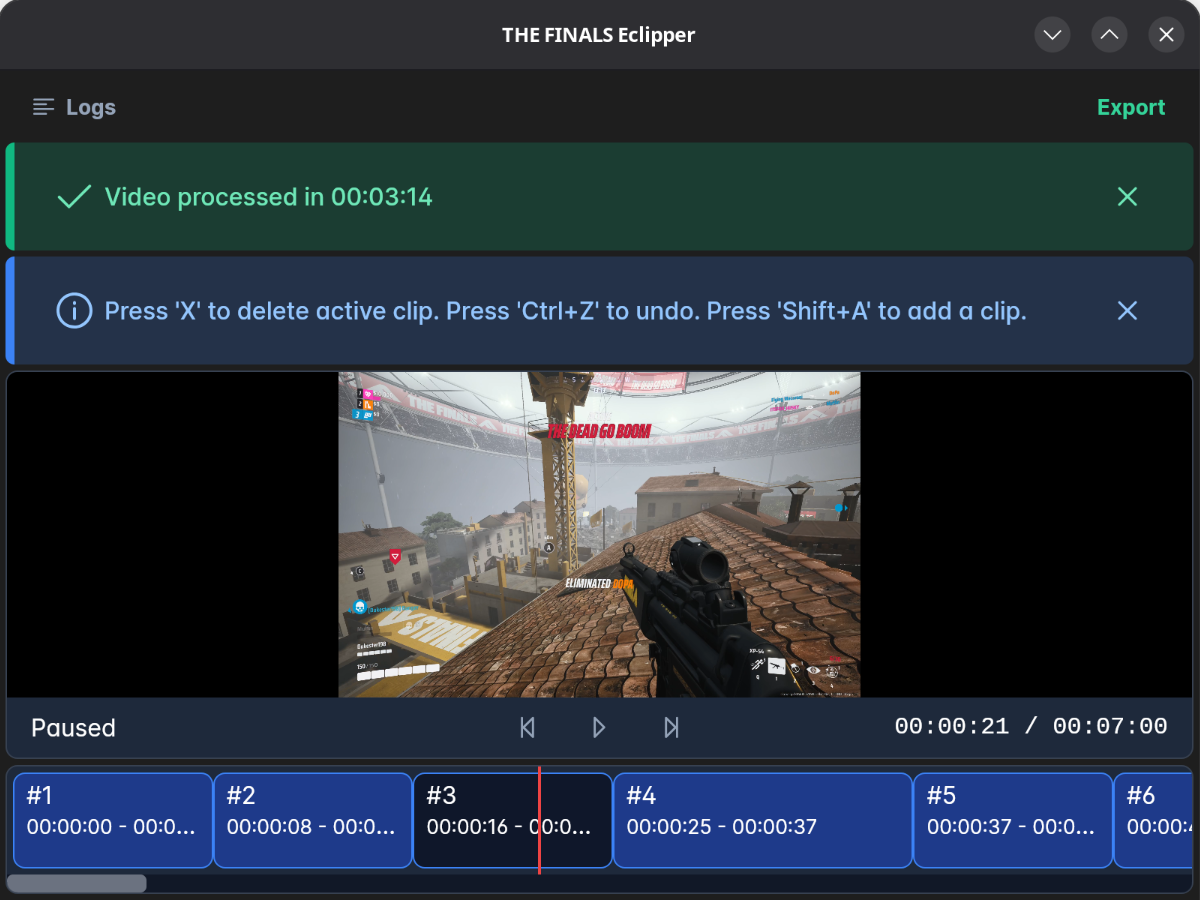 THE FINALS Eclipper
Logs
Export
Video processed in 00:03:14
Press 'X' to delete active clip. Press 'Ctrl+Z' to undo. Press 'Shift+A' to add a clip.
THE FINALS
THE DEAD GO BOOM
ELIMINATED DOPA
Paused
00:00:21 / 00:07:00
#1
00:00:00 - 00:0...
#2
00:00:08 - 00:0...
#3
00:00:16 - 00:0...
#4
00:00:25 - 00:00:37
#5
00:00:37 - 00:0...
#6
00:00:4